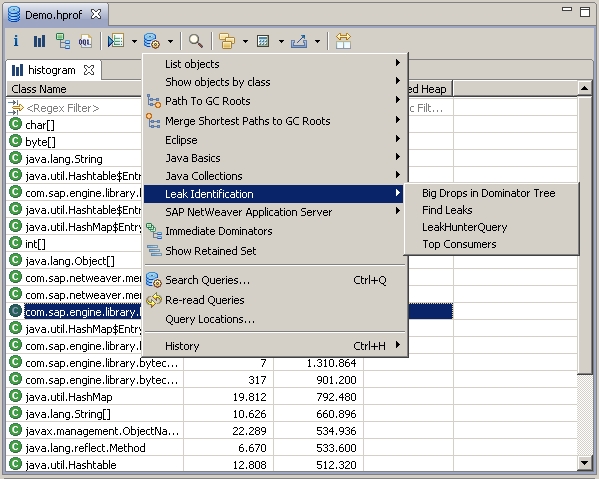 Demo.hprof
OQL
histogram
Class Name
ed Heap
<Regex Filter>
ic Filt...
char[]
byte[]
java.lang.String
java.util.Hashtable$Ent
com.sap.engine.library.b
java.util.Hashtable$Entr
com.sap.engine.library.
int[]
java.lang.Object[]
com.sap.netweaver.mer
com.sap.netweaver.mer
com.sap.engine.library.b
java.util.HashMap$Entry
com.sap.engine.library.bytec... 7 1.310.864
com.sap.engine.library.bytec... 317 901.200
java.util.HashMap 19.812 792.480
java.lang.String[] 10.626 660.896
javax.management.ObjectNa... 22.289 534.936
java.lang.reflect.Method 6.670 533.600
java.util.Hashtable 12.808 512.320
List objects
Show objects by class
Path To GC Roots
Merge Shortest Paths to GC Roots
Eclipse
Java Basics
Java Collections
Leak Identification
SAP NetWeaver Application Server
Immediate Dominators
Show Retained Set
Search Queries... Ctrl+Q
Re-read Queries
Query Locations...
History Ctrl+H
Big Drops in Dominator Tree
Find Leaks
LeakHunterQuery
Top Consumers